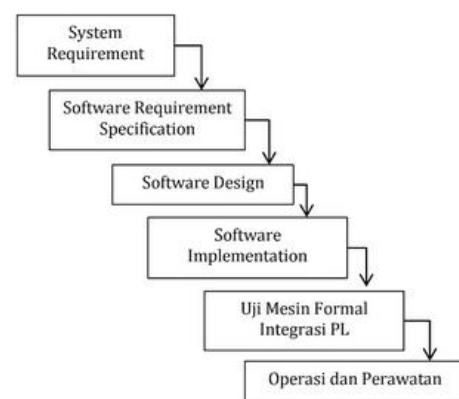 System
Requirement
Software Requirement
Specification
Software Design
Software
Implementation
Uji Mesin Formal
Integrasi PL
Operasi dan Perawatan